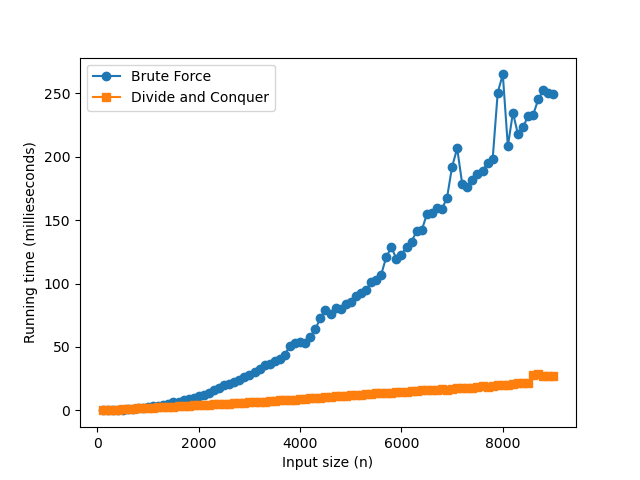 Brute Force
Divide and Conquer
250
200
150
100
50
0
Running time (millieseconds)
0 2000 4000 6000 8000
Input size (n)